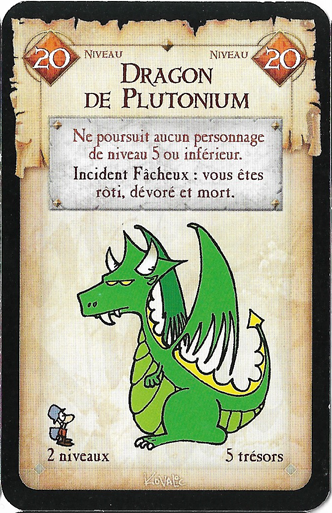 20 Niveau Niveau 20
Dragon
de Plutonium
Ne poursuit aucun personnage
de niveau 5 ou inférieur.
Incident Fâcheux : vous êtes
rôti, dévoré et mort.
2 niveaux 5 trésors
Kovalic